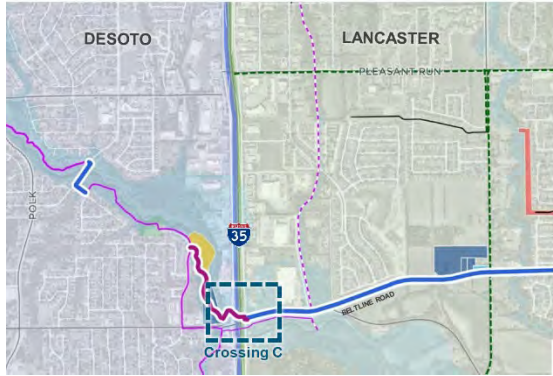 DESOTO
LANCASTER
PLEASANT RUN
POLK
35
BELTLINE ROAD
Crossing C